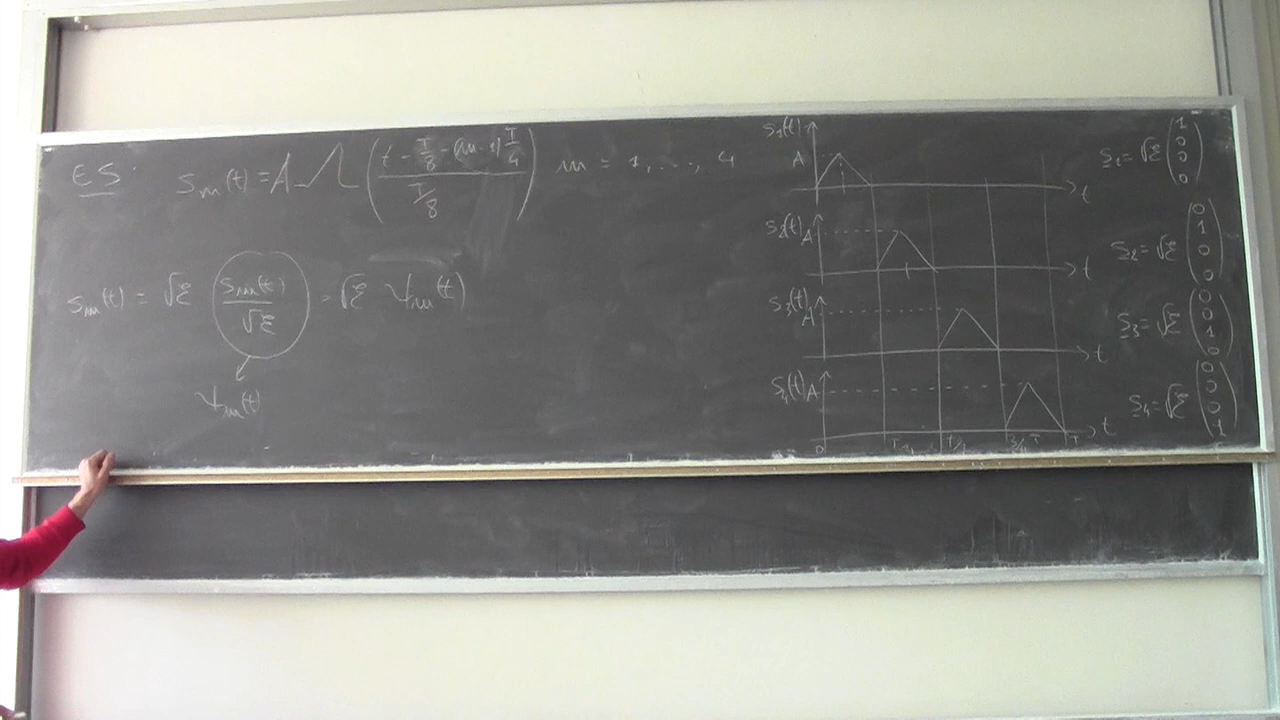 ES: s_m(t) = A Λ ( (t - T/8 - (m-1) T/4) / (T/8) ) m = 1, ..., 4
s_m(t) = √ℰ s_m(t)/√ℰ = √ℰ ψ_m(t)
ψ_m(t)
s_1(t)
A
t
s_1 = √ℰ (1 0 0 0)
s_2(t)
A
t
s_2 = √ℰ (0 1 0 0)
s_3(t)
A
t
s_3 = √ℰ (0 0 1 0)
s_4(t)
A
t
s_4 = √ℰ (0 0 0 1)
0 T/4 T/2 3/4 T T